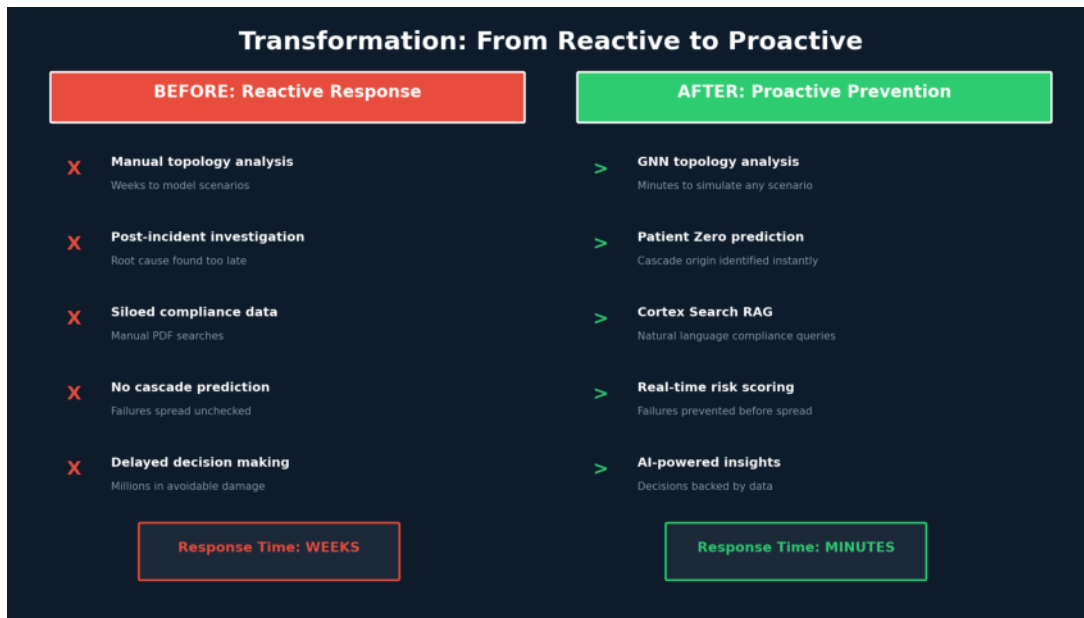 Transformation: From Reactive to Proactive
BEFORE: Reactive Response
X
Manual topology analysis
Weeks to model scenarios
X
Post-incident investigation
Root cause found too late
X
Siloed compliance data
Manual PDF searches
X
No cascade prediction
Failures spread unchecked
X
Delayed decision making
Millions in avoidable damage
Response Time: WEEKS
AFTER: Proactive Prevention
>
GNN topology analysis
Minutes to simulate any scenario
>
Patient Zero prediction
Cascade origin identified instantly
>
Cortex Search RAG
Natural language compliance queries
>
Real-time risk scoring
Failures prevented before spread
>
AI-powered insights
Decisions backed by data
Response Time: MINUTES